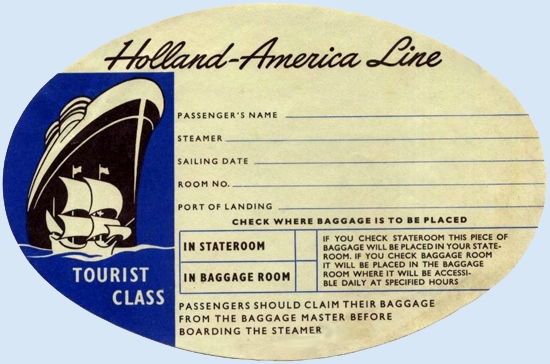 Holland-America Line
PASSENGER'S NAME
STEAMER
SAILING DATE
ROOM NO.
PORT OF LANDING
CHECK WHERE BAGGAGE IS TO BE PLACED
IN STATEROOM
IN BAGGAGE ROOM
IF YOU CHECK STATEROOM THIS PIECE OF
BAGGAGE WILL BE PLACED IN YOUR STATE-
ROOM. IF YOU CHECK BAGGAGE ROOM
IT WILL BE PLACED IN THE BAGGAGE
ROOM WHERE IT WILL BE ACCESSI-
BLE DAILY AT SPECIFIED HOURS
TOURIST
CLASS
PASSENGERS SHOULD CLAIM THEIR BAGGAGE
FROM THE BAGGAGE MASTER BEFORE
BOARDING THE STEAMER